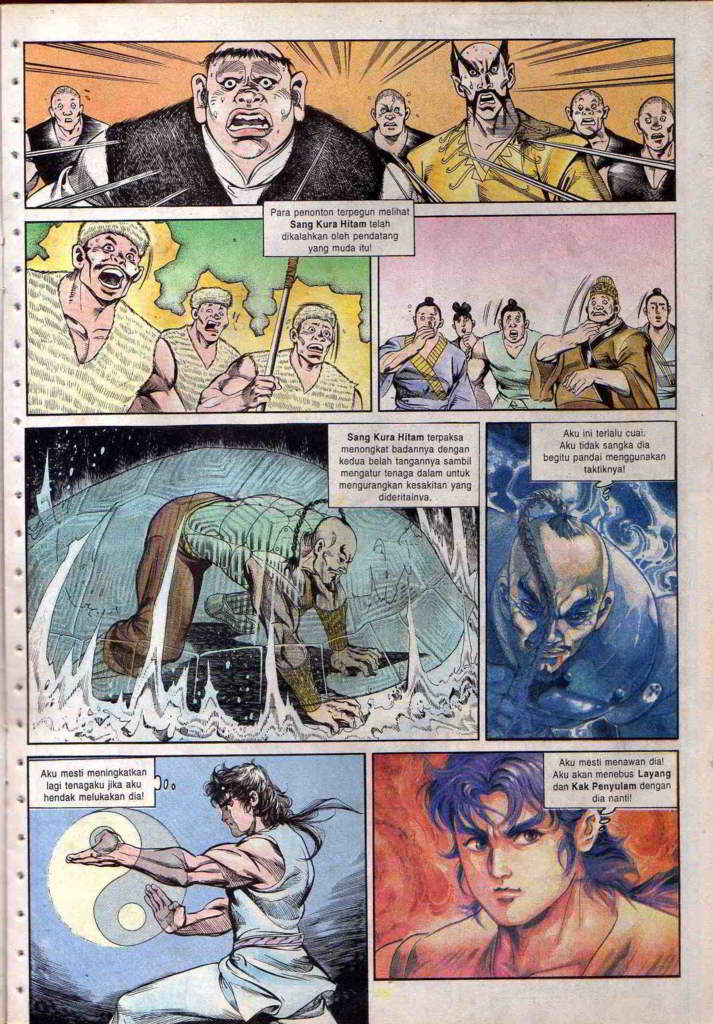 Para penonton terpegun melihat
Sang Kura Hitam telah
dikalahkan oleh pendatang
yang muda itu!
Sang Kura Hitam terpaksa
menongkat badannya dengan
kedua belah tangannya sambil
mengatur tenaga dalam untuk
mengurangkan kesakitan yang
dideritainya.
Aku ini terlalu cuai.
Aku tidak sangka dia
begitu pandai menggunakan
taktiknya!
Aku mesti meningkatkan
lagi tenagaku jika aku
hendak melukakan dia!
Aku mesti menawan dia!
Aku akan menebus Layang
dan Kak Penyulam dengan
dia nanti!